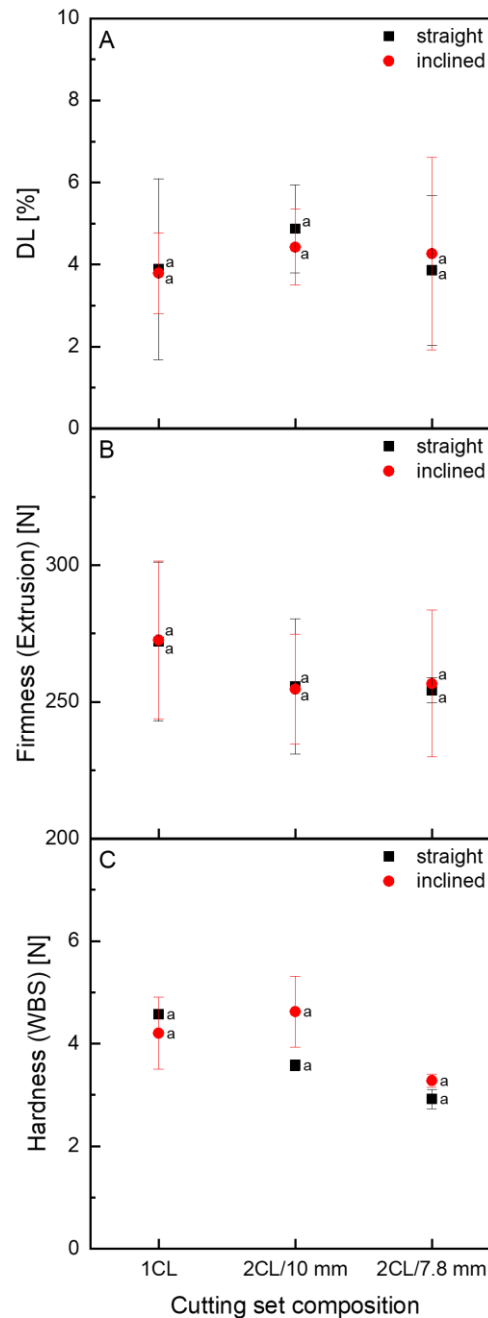 A
straight
inclined
10
8
6
4
2
0
DL [%]
a
a
a
a
a
a
B
straight
inclined
300
250
200
Firmness (Extrusion) [N]
a
a
a
a
a
a
C
straight
inclined
6
4
2
0
Hardness (WBS) [N]
a
a
a
a
a
a
1CL 2CL/10 mm 2CL/7.8 mm
Cutting set composition